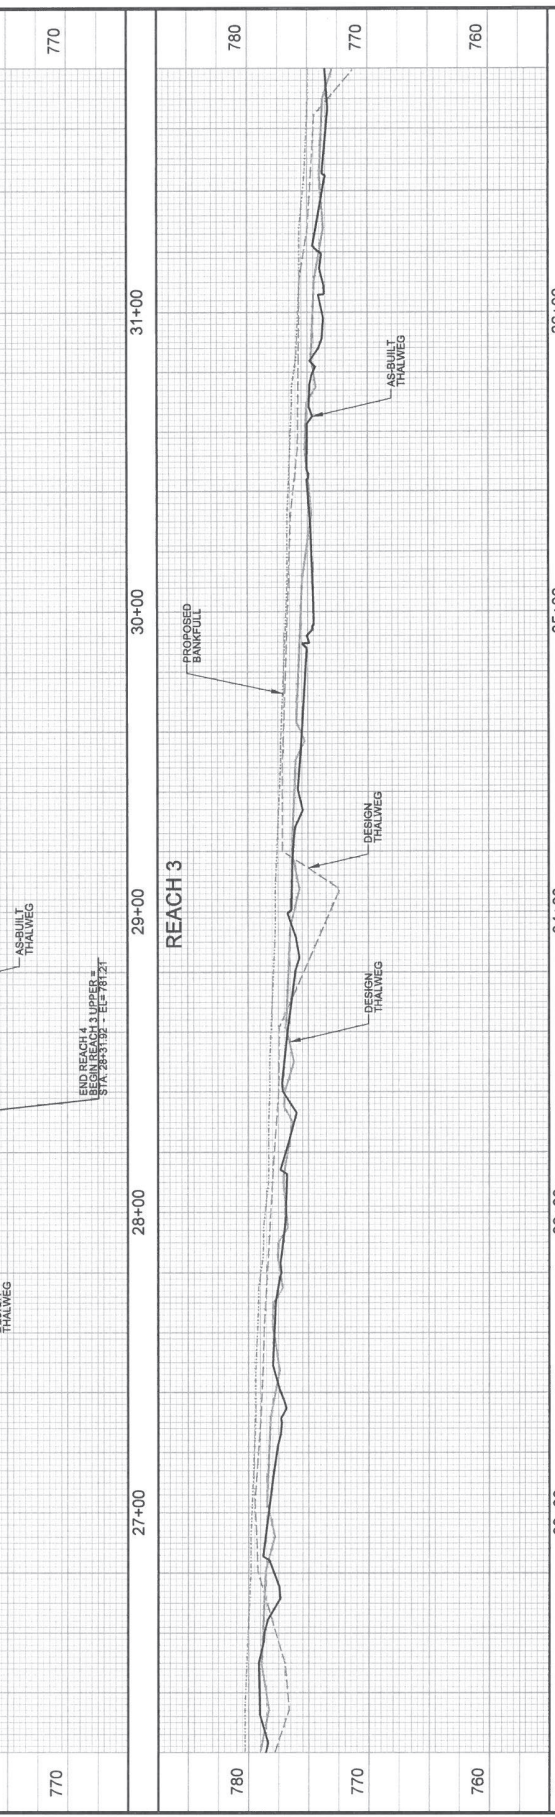 770
770
AS-BUILT
THALWEG
END REACH 4
BEGIN REACH 3 UPPER =
STA. 28+31.92 - EL= 781.21
THALWEG
27+00
28+00
29+00
30+00
31+00
REACH 3
780
780
PROPOSED
BANKFULL
770
770
DESIGN
THALWEG
DESIGN
THALWEG
AS-BUILT
THALWEG
760
760